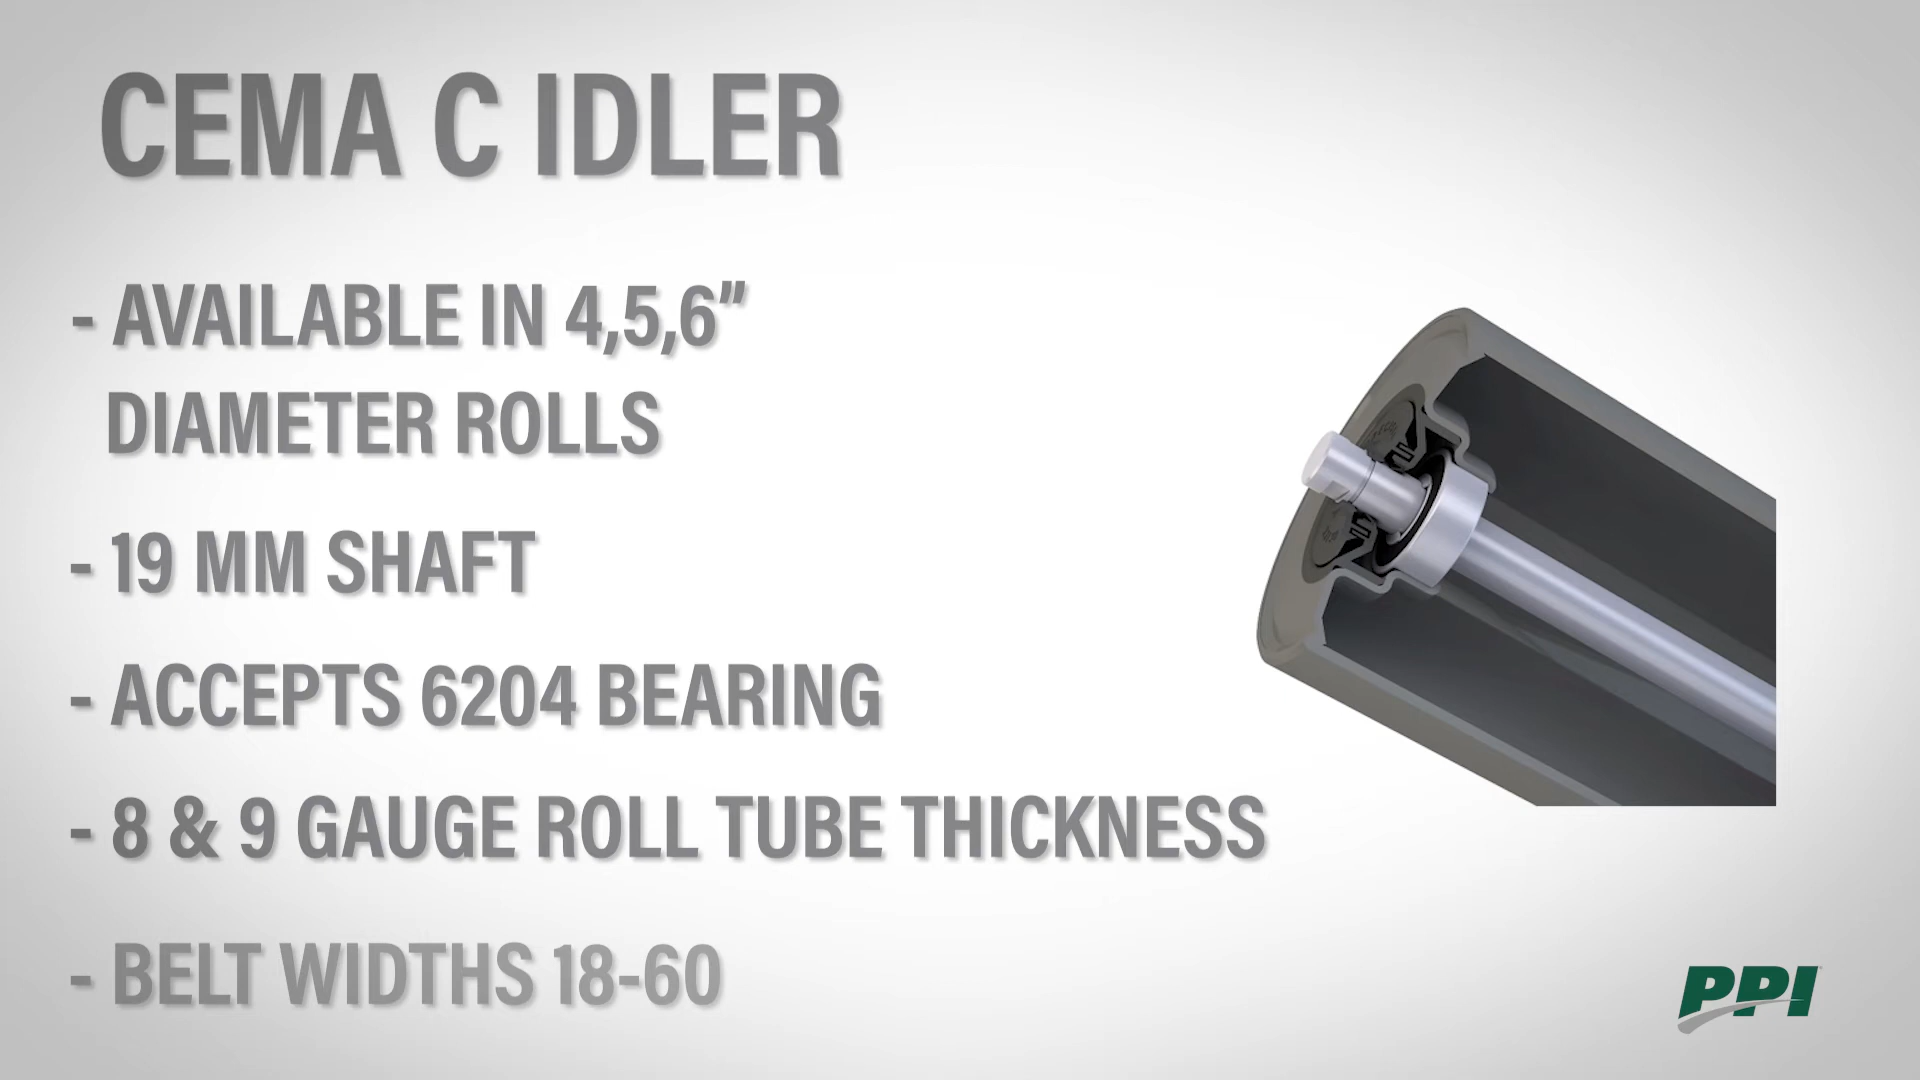 CEMA C IDLER
- AVAILABLE IN 4,5,6”
DIAMETER ROLLS
- 19 MM SHAFT
- ACCEPTS 6204 BEARING
- 8 & 9 GAUGE ROLL TUBE THICKNESS
- BELT WIDTHS 18-60
PPI